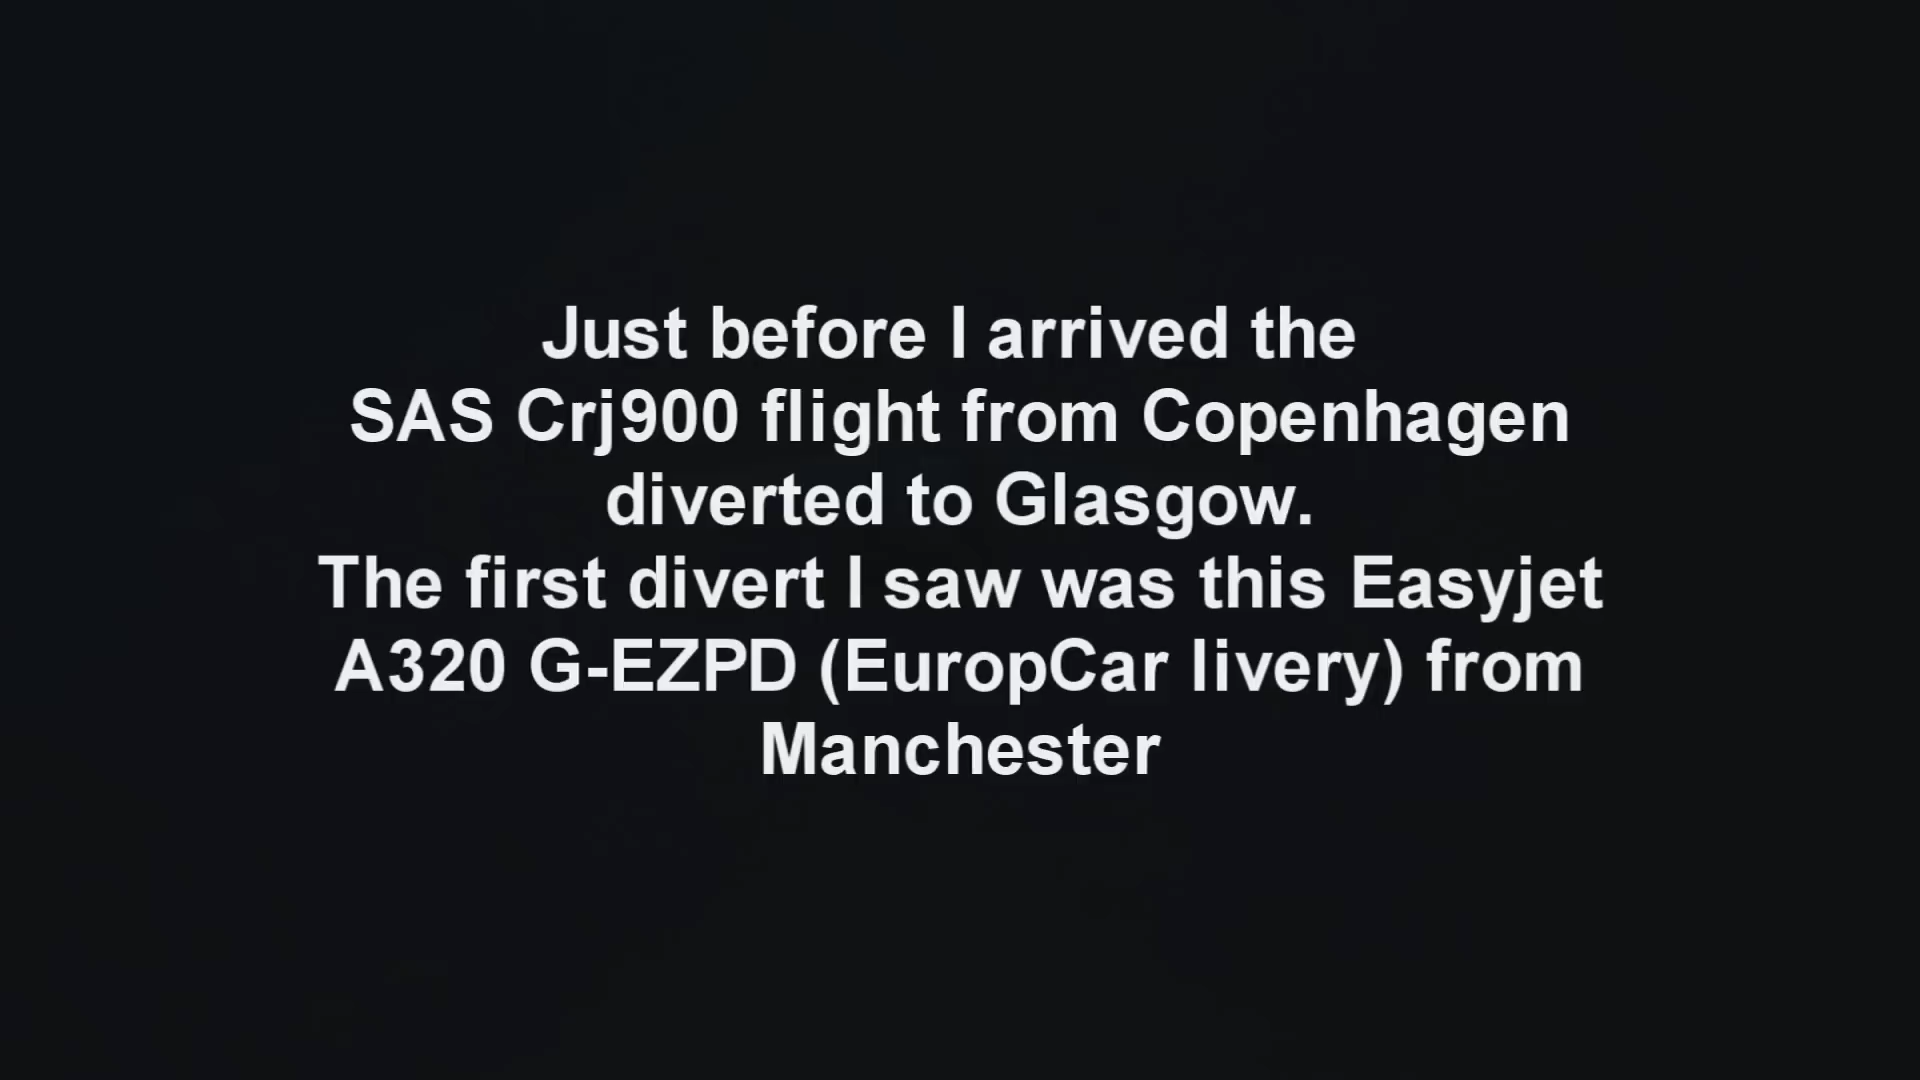 Just before I arrived the
SAS Crj900 flight from Copenhagen
diverted to Glasgow.
The first divert I saw was this Easyjet
A320 G-EZPD (EuropCar livery) from
Manchester